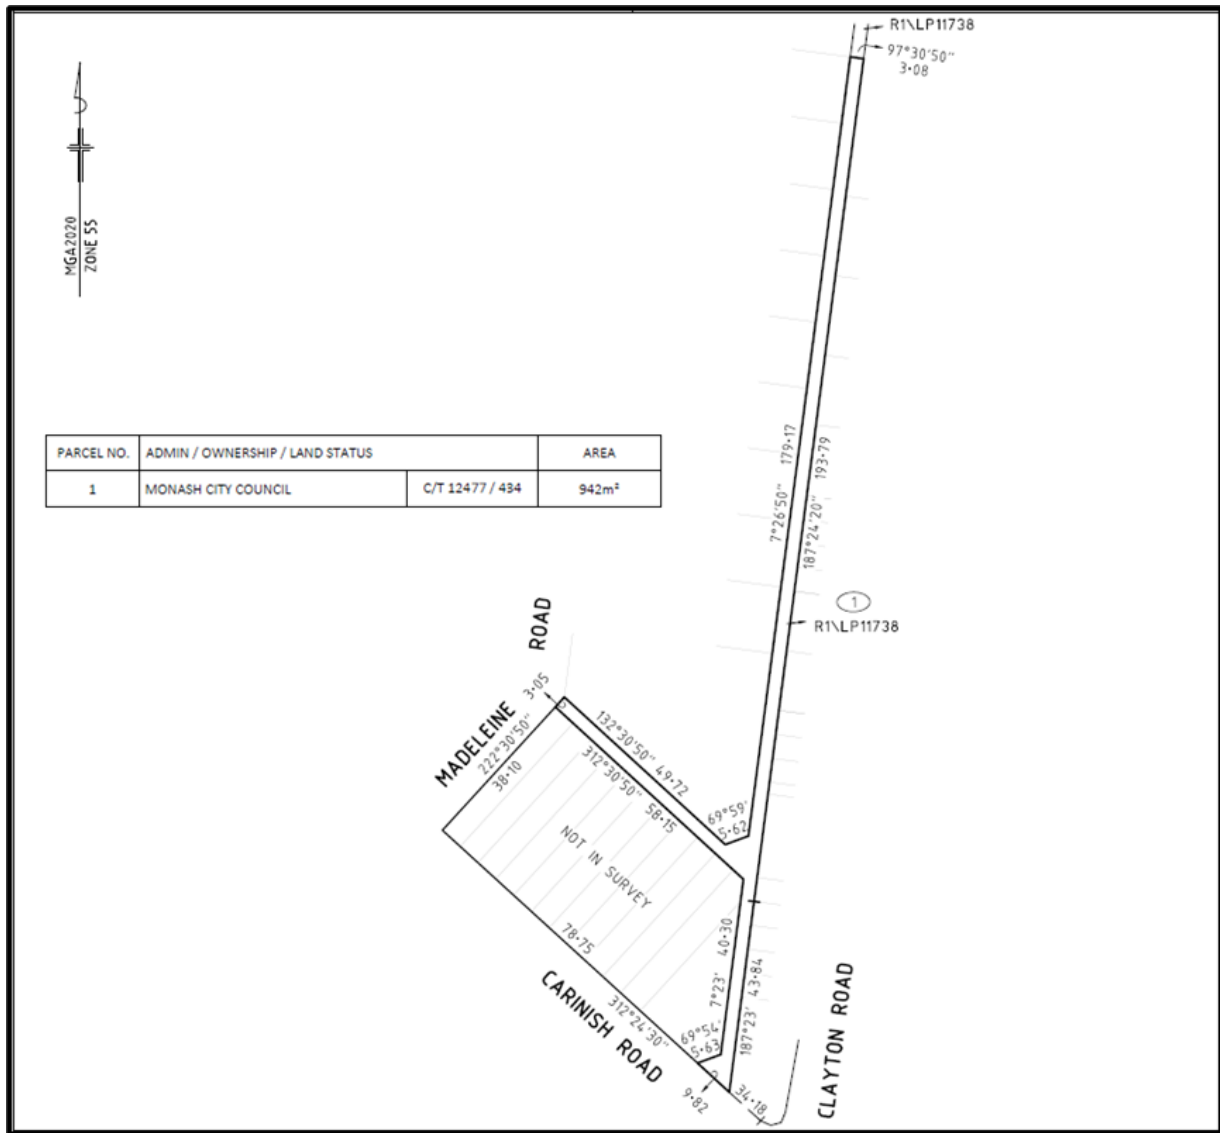 R1\LP11738
97°30'50"
3·08
MGA2020
ZONE 55
179·17
7°26'50"
193·79
187°24'20"
PARCEL NO. ADMIN / OWNERSHIP / LAND STATUS AREA
1 MONASH CITY COUNCIL C/T 12477 / 434 942m²
1
R1\LP11738
MADELEINE ROAD
3·05
222°30'50"
38·10
132°30'50" 49·72
312°30'50" 58·15
69°59'
5·62
NOT IN SURVEY
78·75
312°24'30"
CARINISH ROAD
7°23' 40·30
187°23' 43·84
69°54'
5·63
9·82
34·18
CLAYTON ROAD